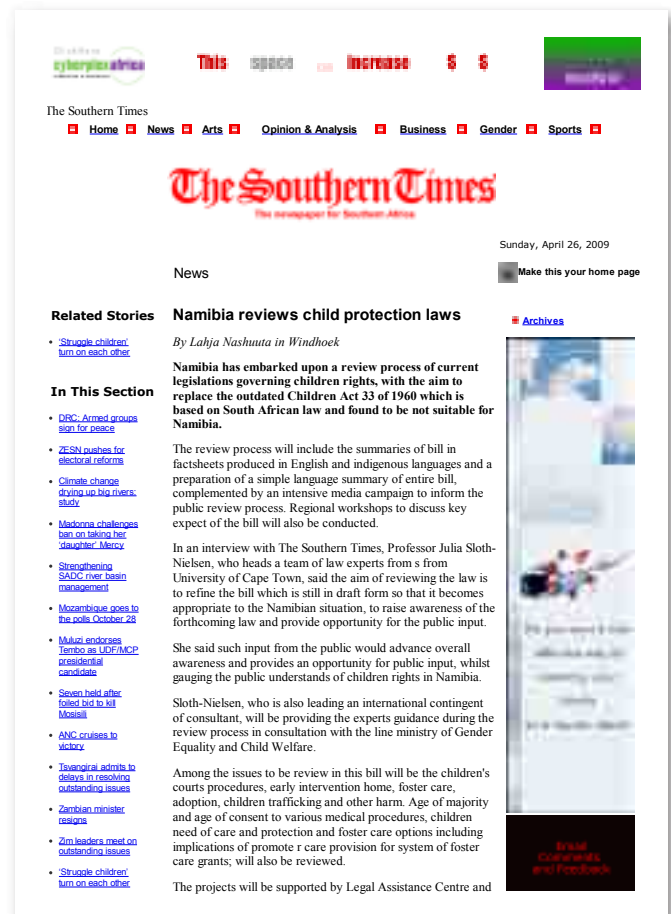 cyberplexafrica
This space increase $ $
The Southern Times
Home News Arts Opinion & Analysis Business Gender Sports
The Southern Times
The newspaper for Southern Africa
Sunday, April 26, 2009
News
Make this your home page
Related Stories
'Struggle children'
turn on each other
In This Section
DRC: Armed groups
sign for peace
ZESN pushes for
electoral reforms
Climate change
drying up big rivers:
study
Madonna challenges
ban on taking her
'daughter' Mercy
Strengthening
SADC river basin
management
Mozambique goes to
the polls October 28
Muluzi endorses
Tembo as UDF/MCP
presidential
candidate
Seven held after
foiled bid to kill
Mosisili
ANC cruises to
victory
Tsvangirai admits to
delays in resolving
outstanding issues
Zambian minister
resigns
Zim leaders meet on
outstanding issues
'Struggle children'
turn on each other
Namibia reviews child protection laws
By Lahja Nashuuta in Windhoek
Namibia has embarked upon a review process of current
legislations governing children rights, with the aim to
replace the outdated Children Act 33 of 1960 which is
based on South African law and found to be not suitable for
Namibia.
The review process will include the summaries of bill in
factsheets produced in English and indigenous languages and a
preparation of a simple language summary of entire bill,
complemented by an intensive media campaign to inform the
public review process. Regional workshops to discuss key
expect of the bill will also be conducted.
In an interview with The Southern Times, Professor Julia Sloth-
Nielsen, who heads a team of law experts from s from
University of Cape Town, said the aim of reviewing the law is
to refine the bill which is still in draft form so that it becomes
appropriate to the Namibian situation, to raise awareness of the
forthcoming law and provide opportunity for the public input.
She said such input from the public would advance overall
awareness and provides an opportunity for public input, whilst
gauging the public understands of children rights in Namibia.
Sloth-Nielsen, who is also leading an international contingent
of consultant, will be providing the experts guidance during the
review process in consultation with the line ministry of Gender
Equality and Child Welfare.
Among the issues to be review in this bill will be the children's
courts procedures, early intervention home, foster care,
adoption, children trafficking and other harm. Age of majority
and age of consent to various medical procedures, children
need of care and protection and foster care options including
implications of promote r care provision for system of foster
care grants; will also be reviewed.
The projects will be supported by Legal Assistance Centre and
Archives
Comments
and Feedback